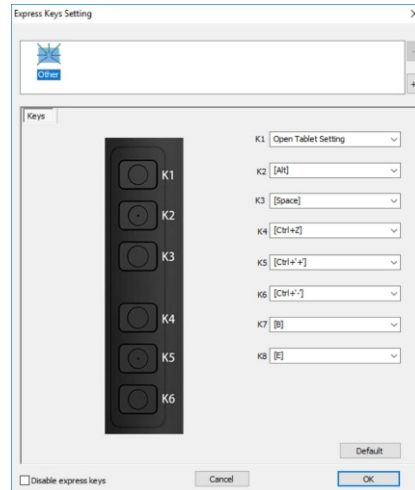 Express Keys Setting
Other
Keys
K1
K2
K3
K4
K5
K6
K1 Open Tablet Setting
K2 [Alt]
K3 [Space]
K4 [Ctrl+Z]
K5 [Ctrl+'+']
K6 [Ctrl+'-']
K7 [B]
K8 [E]
Default
Disable express keys Cancel OK